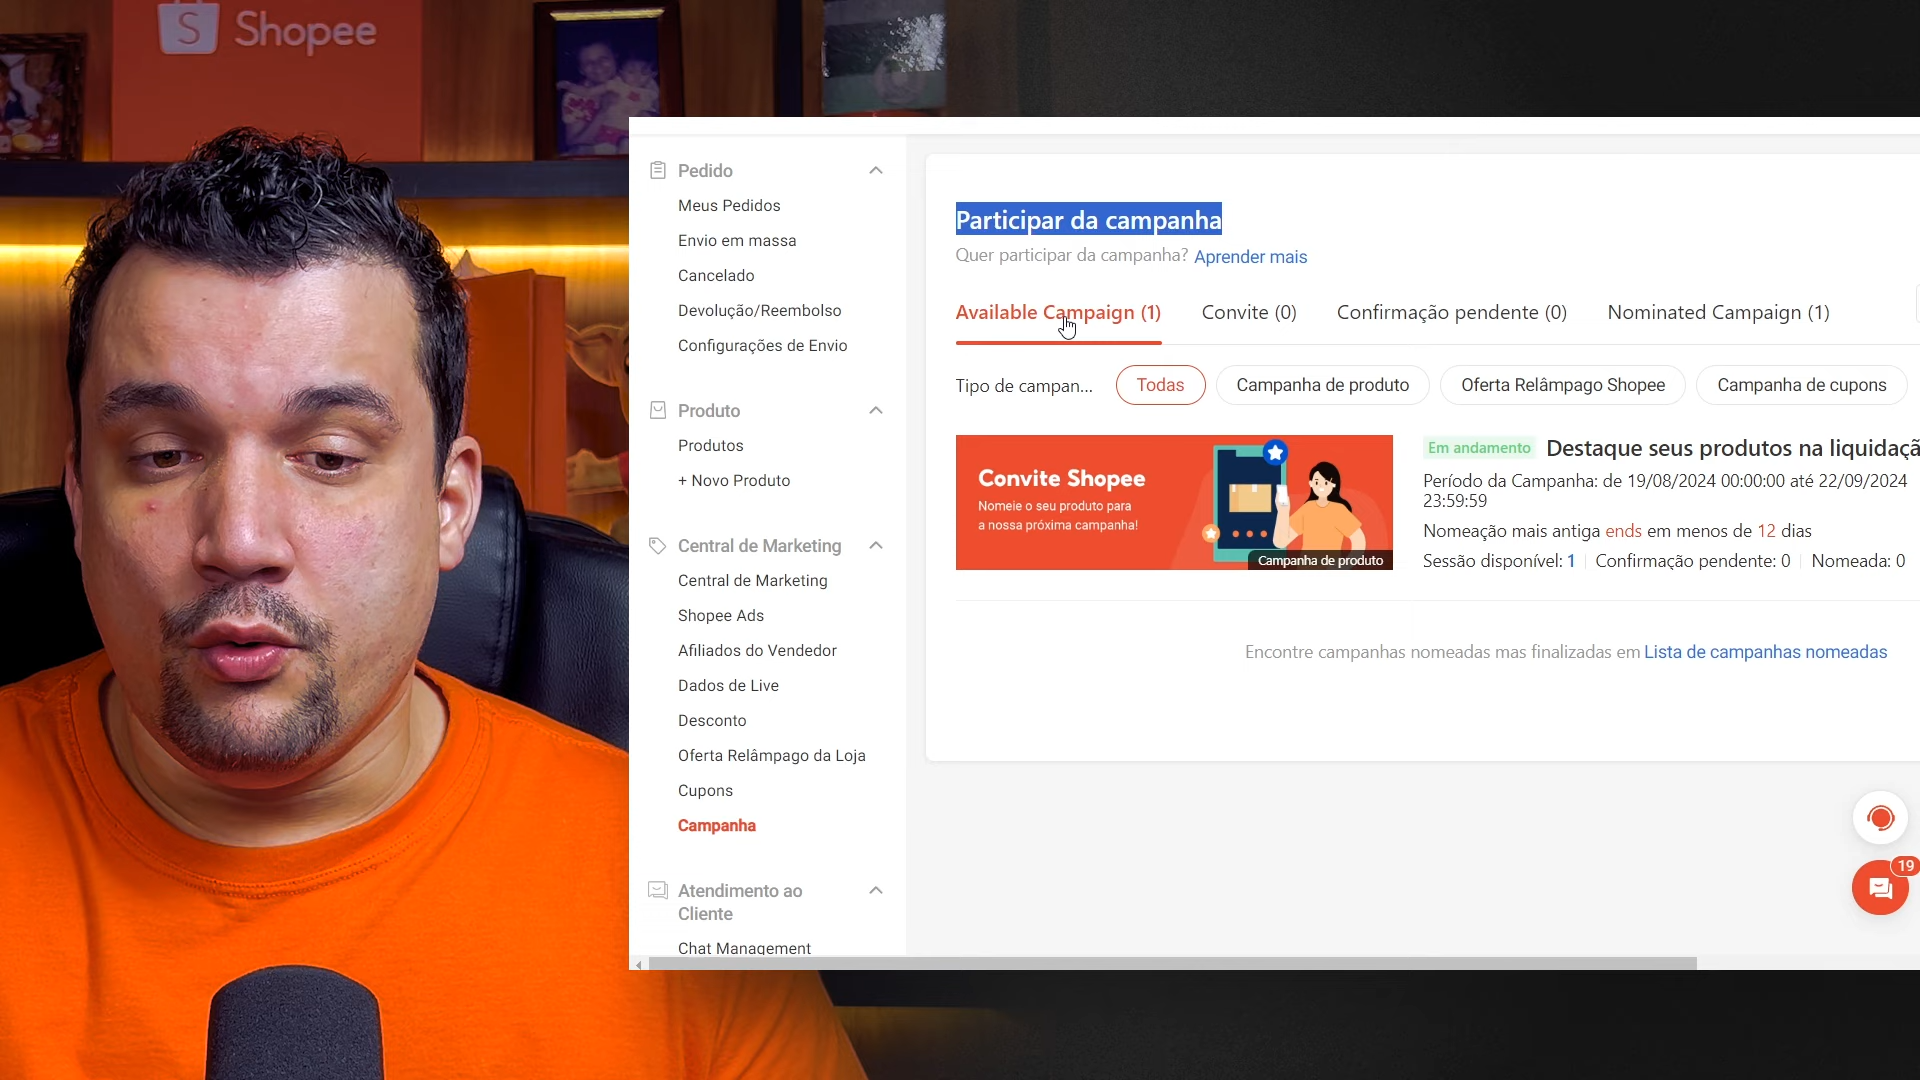 Shopee
Pedido
Meus Pedidos
Envio em massa
Cancelado
Devolução/Reembolso
Configurações de Envio
Produto
Produtos
+ Novo Produto
Central de Marketing
Central de Marketing
Shopee Ads
Afiliados do Vendedor
Dados de Live
Desconto
Oferta Relâmpago da Loja
Cupons
Campanha
Atendimento ao
Cliente
Chat Management
Participar da campanha
Quer participar da campanha? Aprender mais
Available Campaign (1) Convite (0) Confirmação pendente (0) Nominated Campaign (1)
Tipo de campan... Todas Campanha de produto Oferta Relâmpago Shopee Campanha de cupons
Convite Shopee
Nomeie o seu produto para
a nossa próxima campanha!
Campanha de produto
Em andamento Destaque seus produtos na liquidaçã
Período da Campanha: de 19/08/2024 00:00:00 até 22/09/2024
23:59:59
Nomeação mais antiga ends em menos de 12 dias
Sessão disponível: 1 Confirmação pendente: 0 Nomeada: 0
Encontre campanhas nomeadas mas finalizadas em Lista de campanhas nomeadas
19